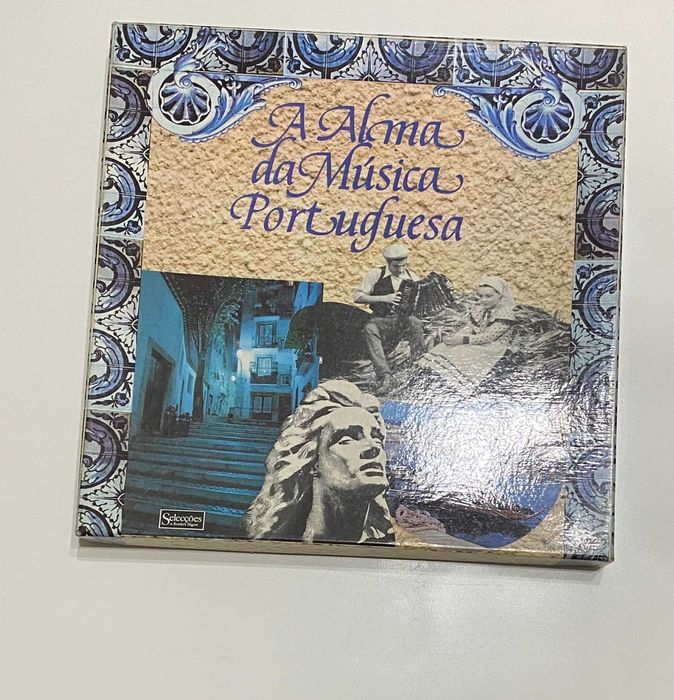 A Alma
da Música
Portuguesa
Selecções
do Reader's Digest